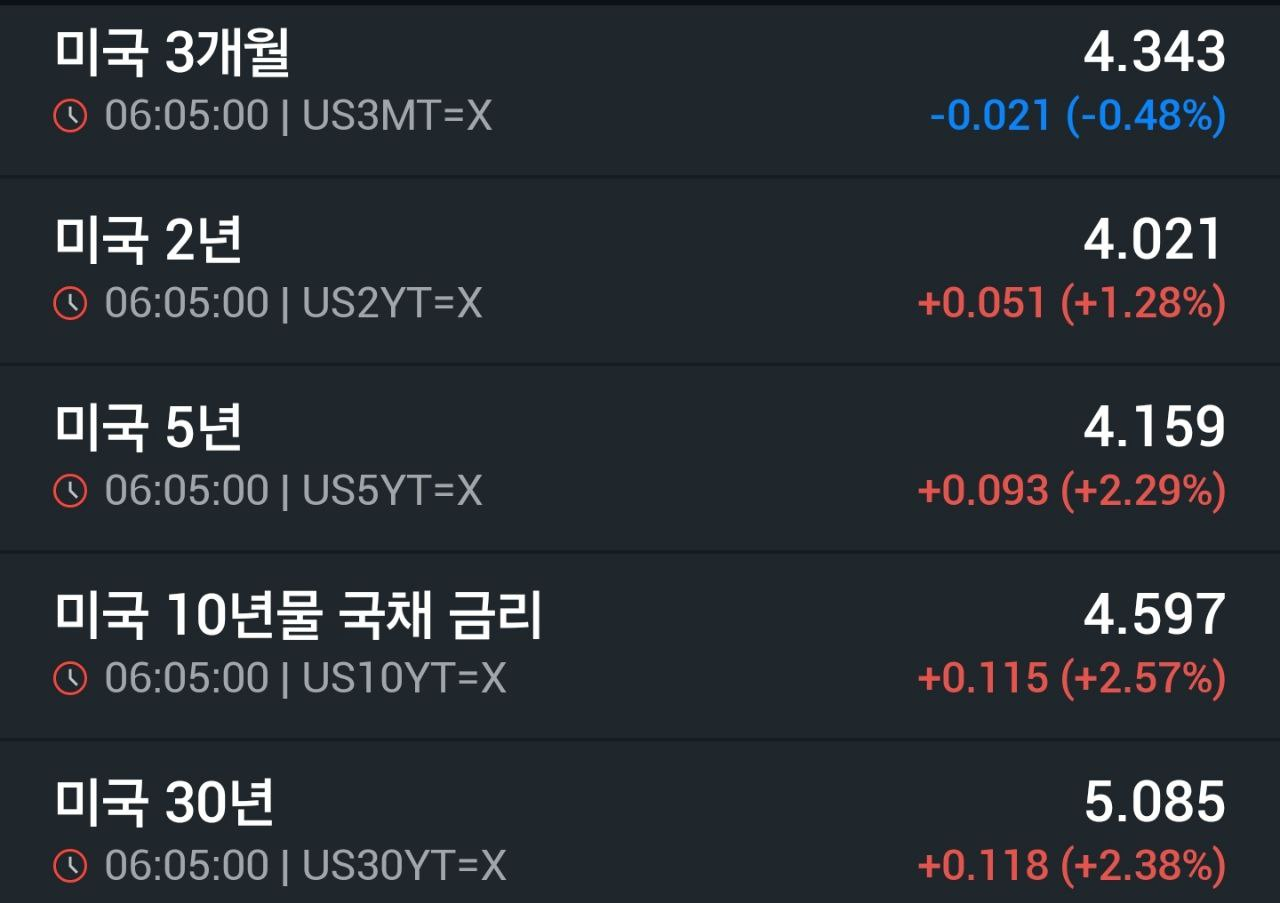 미국 3개월
4.343
06:05:00 | US3MT=X
-0.021 (-0.48%)
미국 2년
4.021
06:05:00 | US2YT=X
+0.051 (+1.28%)
미국 5년
4.159
06:05:00 | US5YT=X
+0.093 (+2.29%)
미국 10년물 국채 금리
4.597
06:05:00 | US10YT=X
+0.115 (+2.57%)
미국 30년
5.085
06:05:00 | US30YT=X
+0.118 (+2.38%)